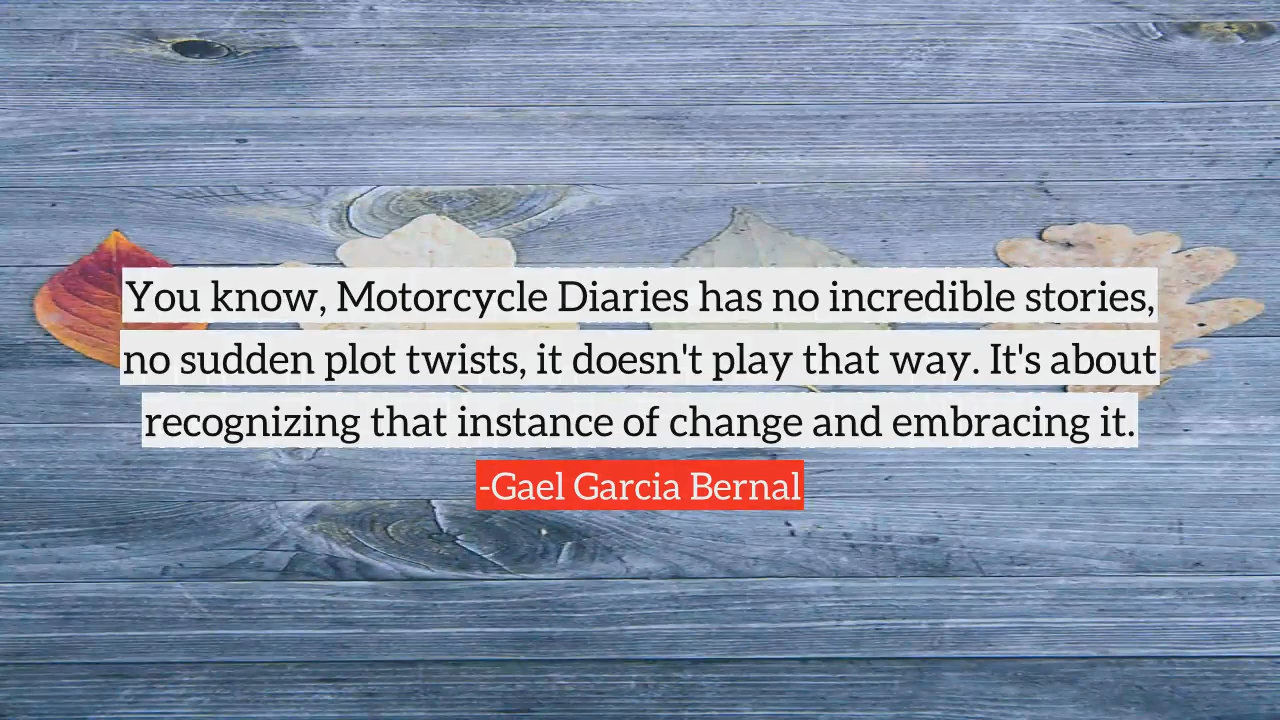 You know, Motorcycle Diaries has no incredible stories,
no sudden plot twists, it doesn't play that way. It's about
recognizing that instance of change and embracing it.
-Gael Garcia Bernal